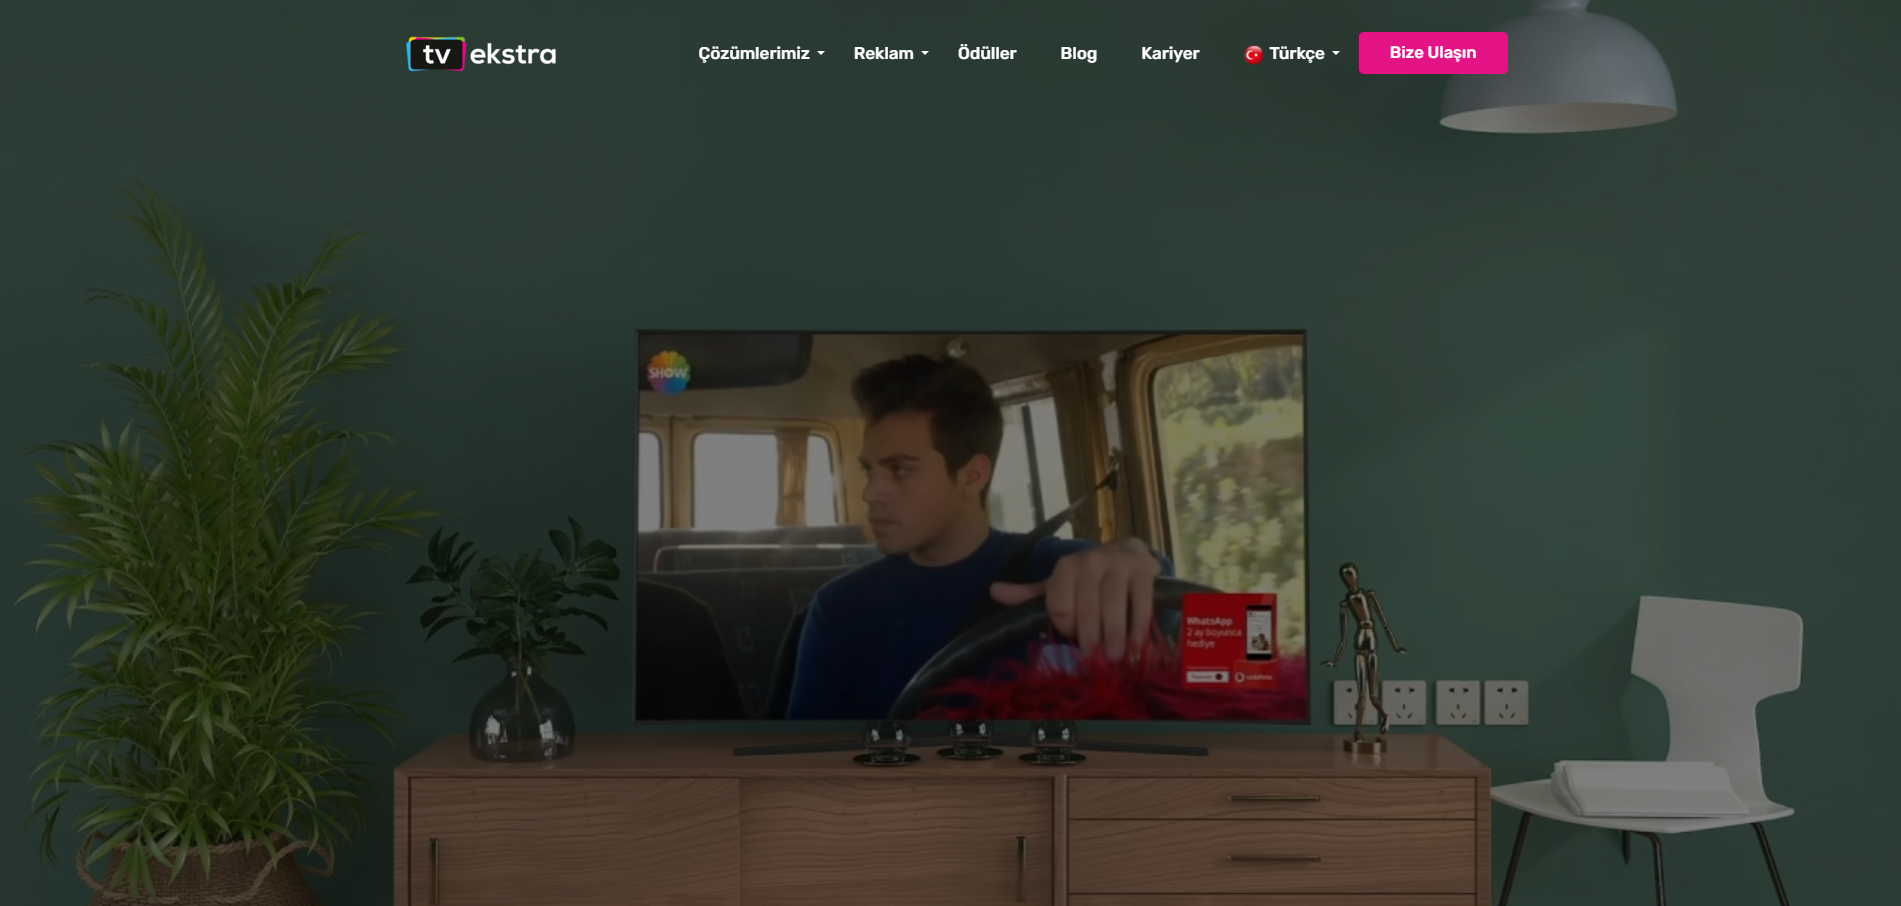 tv ekstra
Çözümlerimiz
Reklam
Ödüller
Blog
Kariyer
Türkçe
Bize Ulaşın
SHOW
WhatsApp
2 ay boyunca
hediye
vodafone